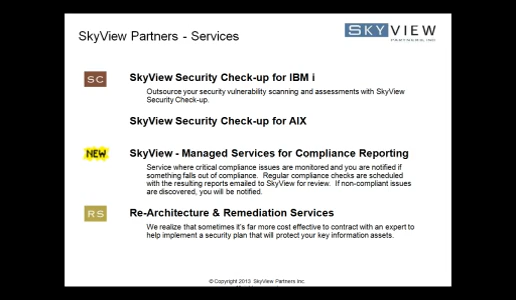 SkyView Partners - Services
SKYVIEW
PARTNERS, INC
SC
SkyView Security Check-up for IBM i
Outsource your security vulnerability scanning and assessments with SkyView
Security Check-up.
SkyView Security Check-up for AIX
NEW
SkyView - Managed Services for Compliance Reporting
Service where critical compliance issues are monitored and you are notified if
something falls out of compliance. Regular compliance checks are scheduled
with the resulting reports emailed to SkyView for review. If non-compliant issues
are discovered, you will be notified.
RS
Re-Architecture & Remediation Services
We realize that sometimes it's far more cost effective to contract with an expert to
help implement a security plan that will protect your key information assets.
© Copyright 2013 SkyView Partners Inc.